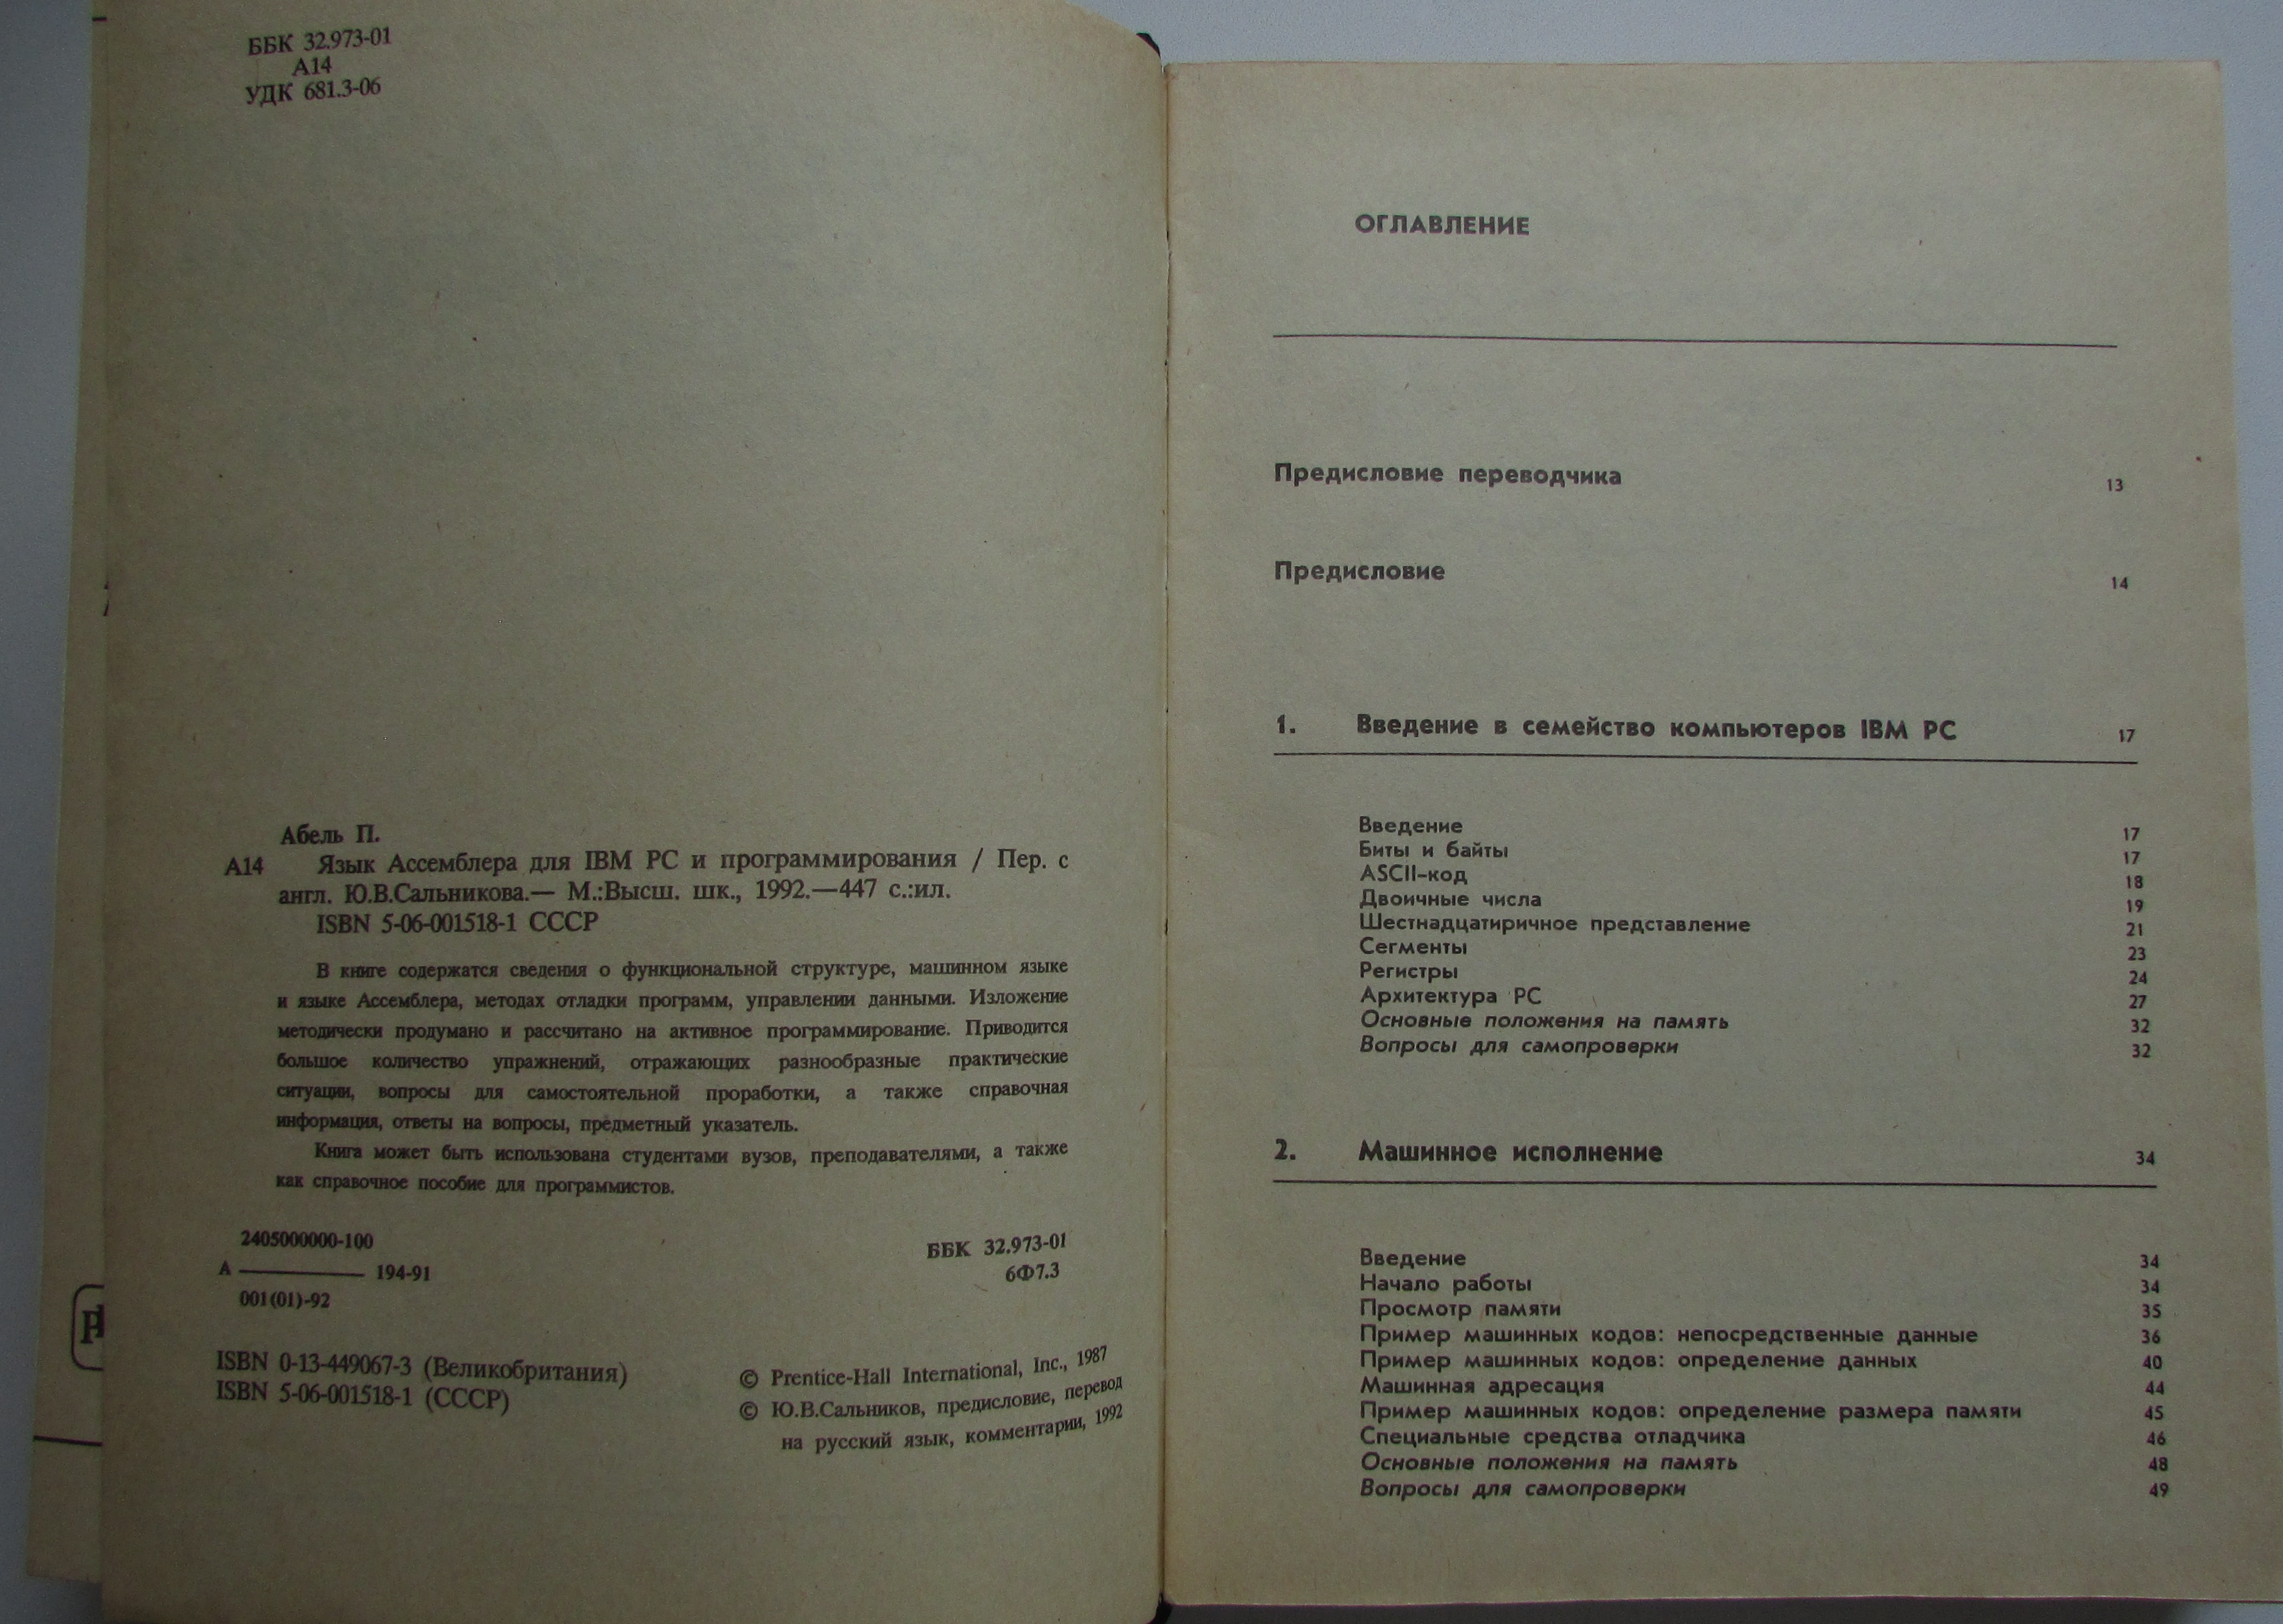 ББК 32.973-01
А14
УДК 681.3-06
Абель П.
А14 Язык Ассемблера для IBM PC и программирования / Пер. с
англ. Ю.В.Сальникова.— М.:Высш. шк., 1992.—447 с.:ил.
ISBN 5-06-001518-1 СССР
В книге содержатся сведения о функциональной структуре, машинном языке
и языке Ассемблера, методах отладки программ, управлении данными. Изложение
методически продумано и рассчитано на активное программирование. Приводится
большое количество упражнений, отражающих разнообразные практические
ситуации, вопросы для самостоятельной проработки, а также справочная
информация, ответы на вопросы, предметный указатель.
Книга может быть использована студентами вузов, преподавателями, а также
как справочное пособие для программистов.
2405000000-100
А ——— 194-91
001(01)-92
ББК 32.973-01
6Ф7.3
ISBN 0-13-449067-3 (Великобритания)
ISBN 5-06-001518-1 (СССР)
© Prentice-Hall International, Inc., 1987
© Ю.В.Сальников, предисловие, перевод
на русский язык, комментарии, 1992
ОГЛАВЛЕНИЕ
Предисловие переводчика 13
Предисловие 14
1. Введение в семейство компьютеров IBM PC 17
Введение 17
Биты и байты 17
ASCII-код 18
Двоичные числа 19
Шестнадцатиричное представление 21
Сегменты 23
Регистры 24
Архитектура PC 27
Основные положения на память 32
Вопросы для самопроверки 32
2. Машинное исполнение 34
Введение 34
Начало работы 34
Просмотр памяти 35
Пример машинных кодов: непосредственные данные 36
Пример машинных кодов: определение данных 40
Машинная адресация 44
Пример машинных кодов: определение размера памяти 45
Специальные средства отладчика 46
Основные положения на память 48
Вопросы для самопроверки 49